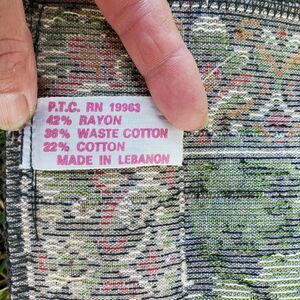 P.T.C. RN 19963
42% RAYON
36% WASTE COTTON
22% COTTON
MADE IN LEBANON